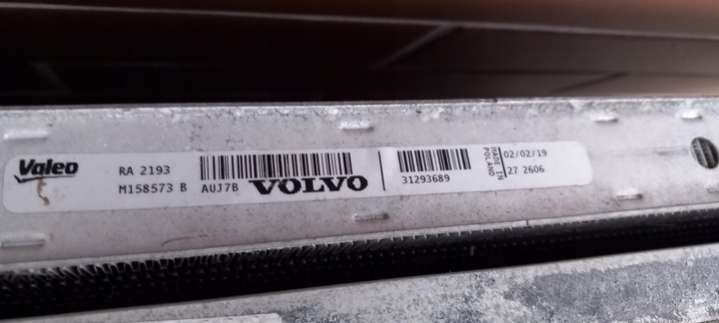 Valeo
RA 2193
M158573 B AUJ7B VOLVO
31293689
MADE IN
POLAND
02/02/19
27 2606